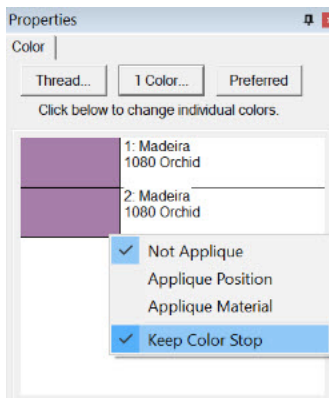 Properties
Color
Thread... 1 Color... Preferred
Click below to change individual colors.
1: Madeira
1080 Orchid
2: Madeira
1080 Orchid
Not Applique
Applique Position
Applique Material
Keep Color Stop